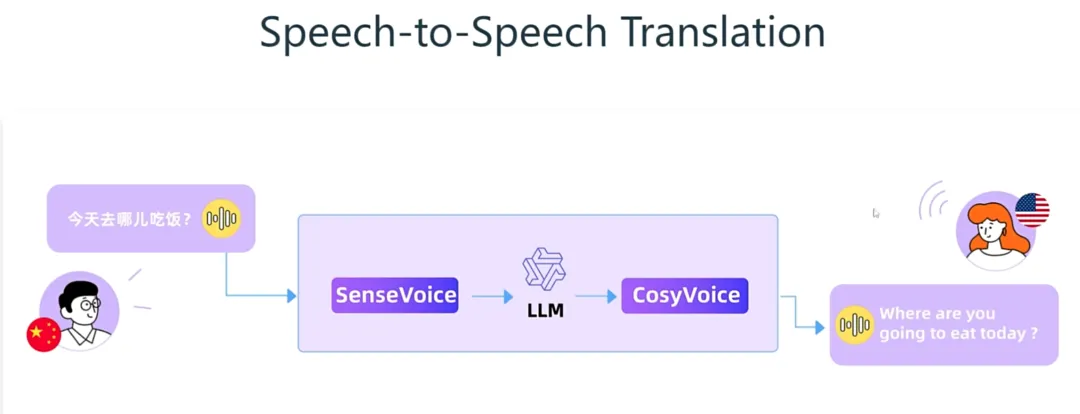 Speech-to-Speech Translation
今天去哪儿吃饭？
SenseVoice
LLM
CosyVoice
Where are you
going to eat today ?